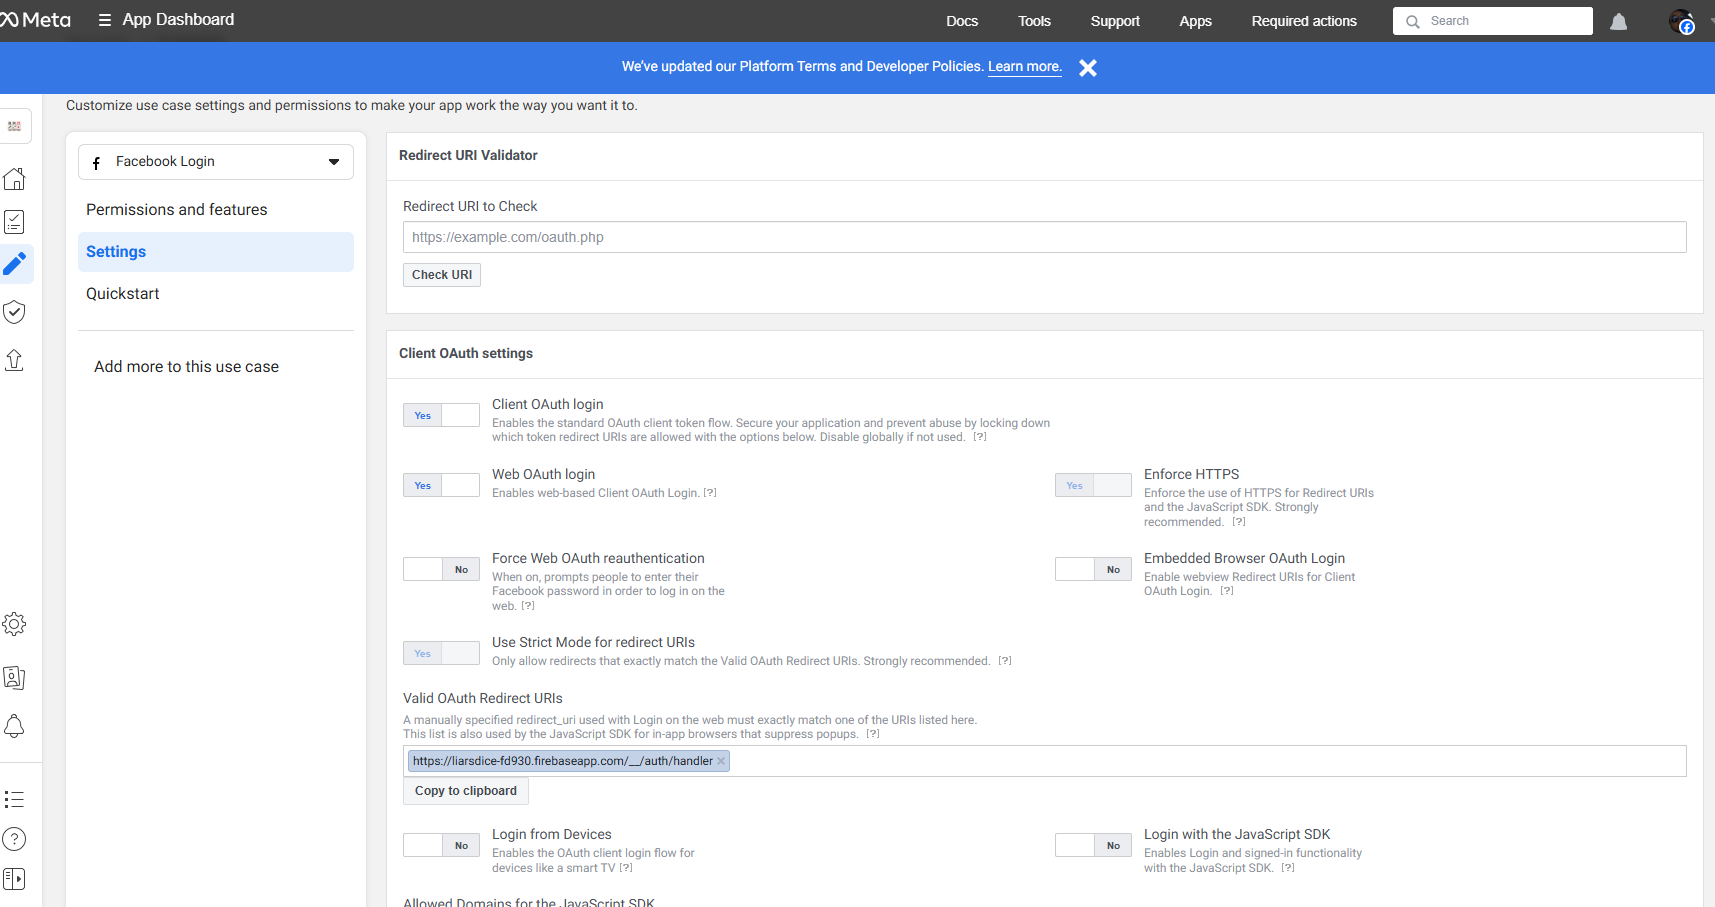 Meta
App Dashboard
Docs
Tools
Support
Apps
Required actions
Search
We've updated our Platform Terms and Developer Policies. Learn more.
Customize use case settings and permissions to make your app work the way you want it to.
Facebook Login
Permissions and features
Settings
Quickstart
Add more to this use case
Redirect URI Validator
Redirect URI to Check
https://example.com/oauth.php
Check URI
Client OAuth settings
Yes
Client OAuth login
Enables the standard OAuth client token flow. Secure your application and prevent abuse by locking down
which token redirect URIs are allowed with the options below. Disable globally if not used. [?]
Yes
Web OAuth login
Enables web-based Client OAuth Login. [?]
Yes
Enforce HTTPS
Enforce the use of HTTPS for Redirect URIs
and the JavaScript SDK. Strongly
recommended. [?]
No
Force Web OAuth reauthentication
When on, prompts people to enter their
Facebook password in order to log in on the
web. [?]
No
Embedded Browser OAuth Login
Enable webview Redirect URIs for Client
OAuth Login. [?]
Yes
Use Strict Mode for redirect URIs
Only allow redirects that exactly match the Valid OAuth Redirect URIs. Strongly recommended. [?]
Valid OAuth Redirect URIs
A manually specified redirect_uri used with Login on the web must exactly match one of the URIs listed here.
This list is also used by the JavaScript SDK for in-app browsers that suppress popups. [?]
https://liarsdice-fd930.firebaseapp.com/__/auth/handler
Copy to clipboard
No
Login from Devices
Enables the OAuth client login flow for
devices like a smart TV [?]
No
Login with the JavaScript SDK
Enables Login and signed-in functionality
with the JavaScript SDK. [?]
Allowed Domains for the JavaScript SDK